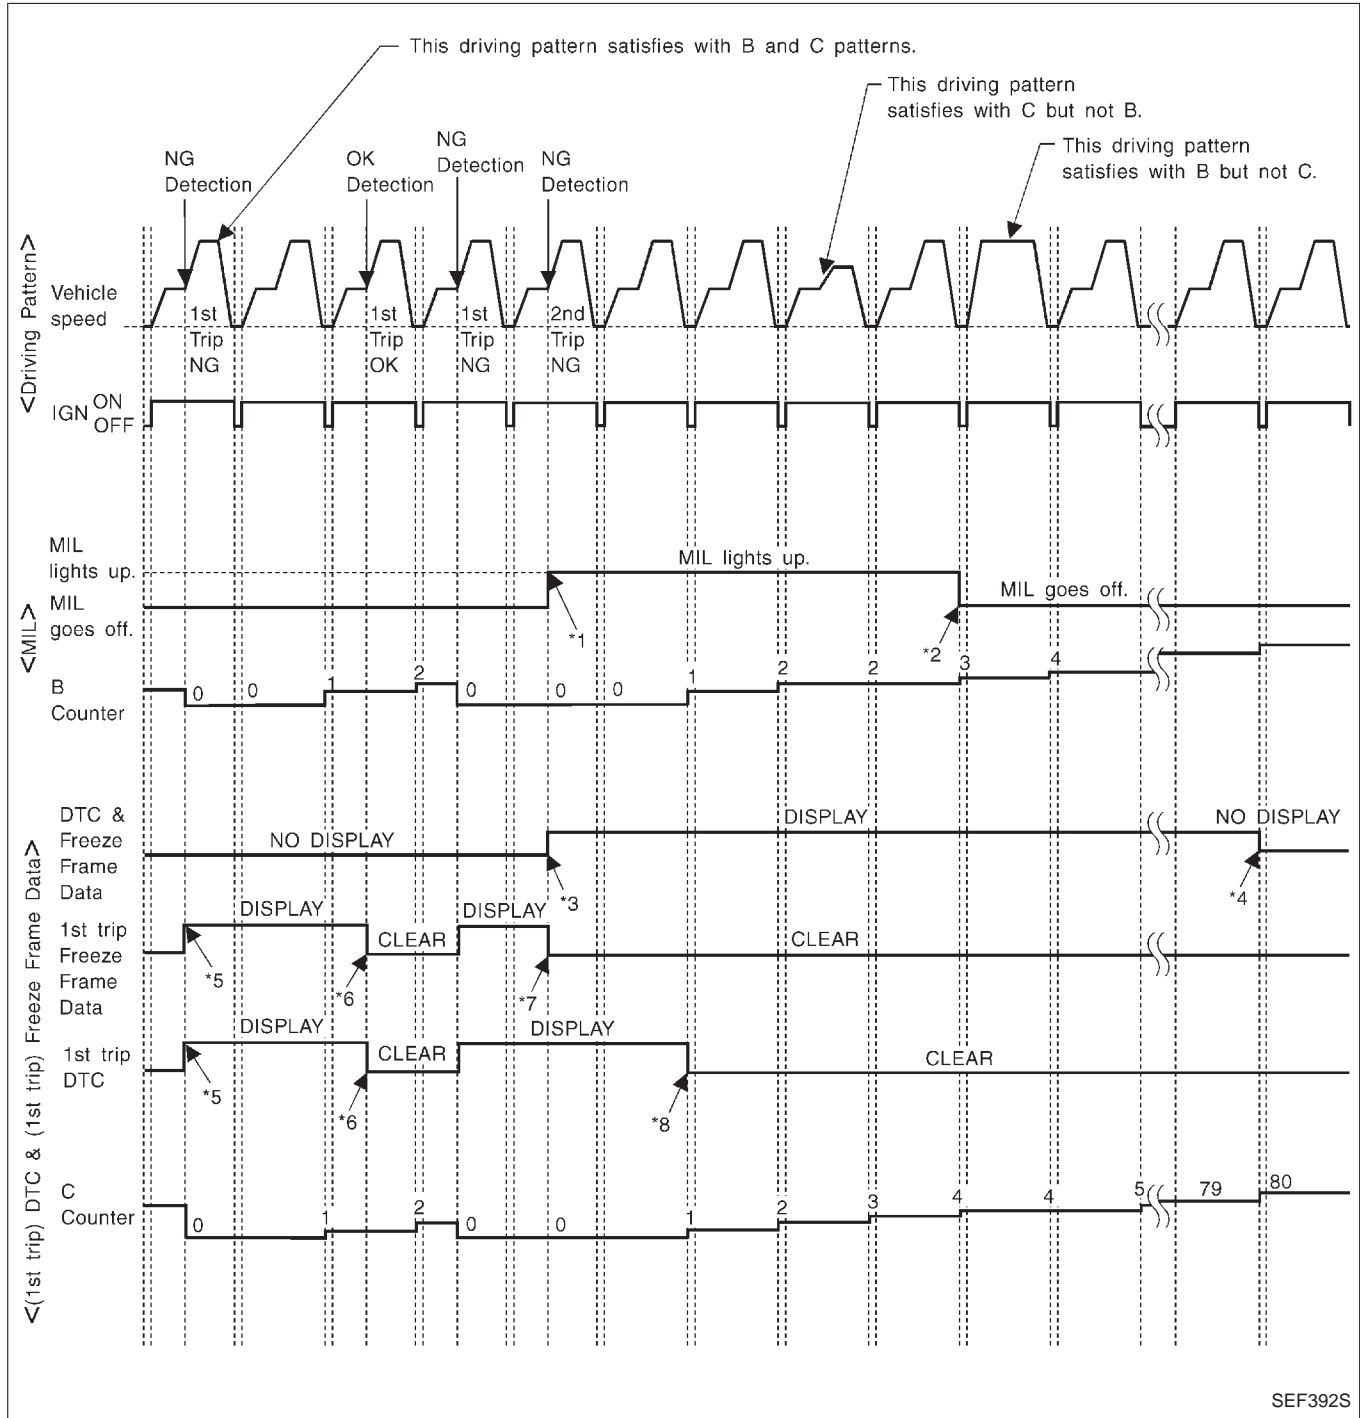 This driving pattern satisfies with B and C patterns.
This driving pattern
satisfies with C but not B.
This driving pattern
satisfies with B but not C.
NG
Detection
OK
Detection
NG
Detection
NG
Detection
<Driving Pattern>
Vehicle
speed
1st
Trip
NG
1st
Trip
OK
1st
Trip
NG
2nd
Trip
NG
IGN ON
OFF
<MIL>
MIL
lights up.
MIL
goes off.
MIL lights up.
MIL goes off.
*1
*2
B
Counter
0 0 1 2 0 0 0 1 2 2 3 4
<(1st trip) DTC & (1st trip) Freeze Frame Data>
DTC &
Freeze
Frame
Data
NO DISPLAY
DISPLAY
NO DISPLAY
*3
*4
1st trip
Freeze
Frame
Data
DISPLAY
CLEAR
DISPLAY
CLEAR
*5
*6
*7
1st trip
DTC
DISPLAY
CLEAR
DISPLAY
CLEAR
*5
*6
*8
C
Counter
0 1 2 0 0 1 2 3 4 4 5 79 80
SEF392S